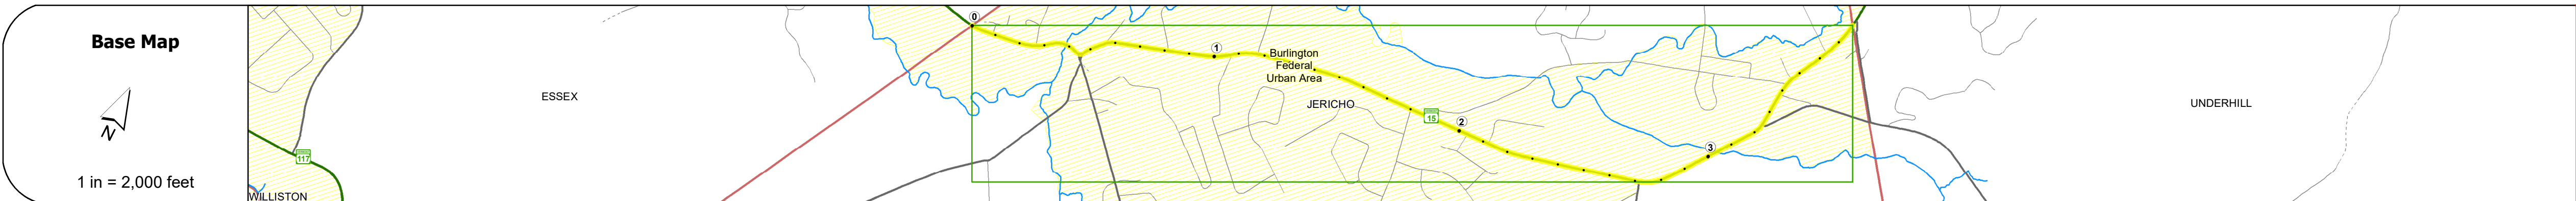 Base Map
N
1 in = 2,000 feet
117
WILLISTON
ESSEX
0
1
Burlington
Federal
Urban Area
JERICHO
15
2
3
UNDERHILL